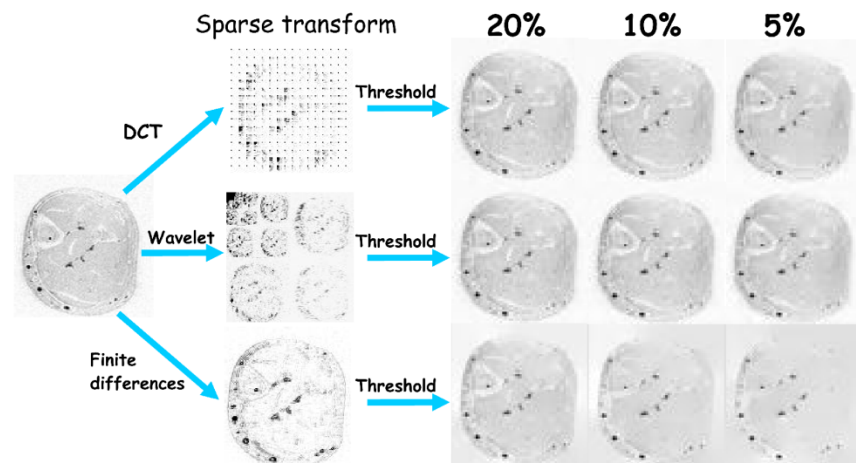 Sparse transform
20%
10%
5%
DCT
Threshold
Wavelet
Threshold
Finite
differences
Threshold